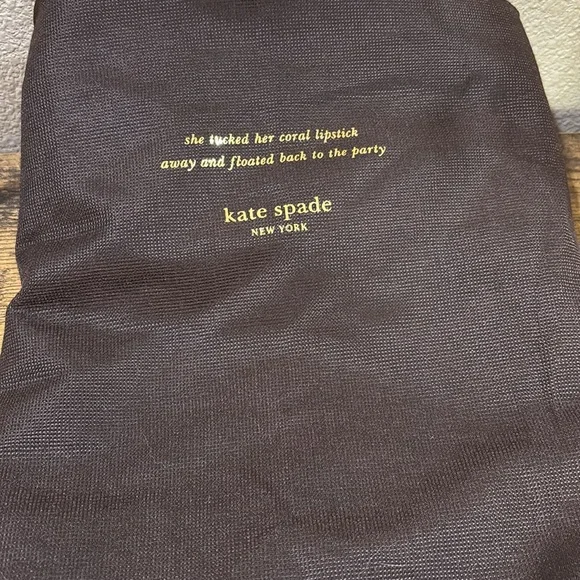 she tucked her coral lipstick
away and floated back to the party
kate spade
NEW YORK